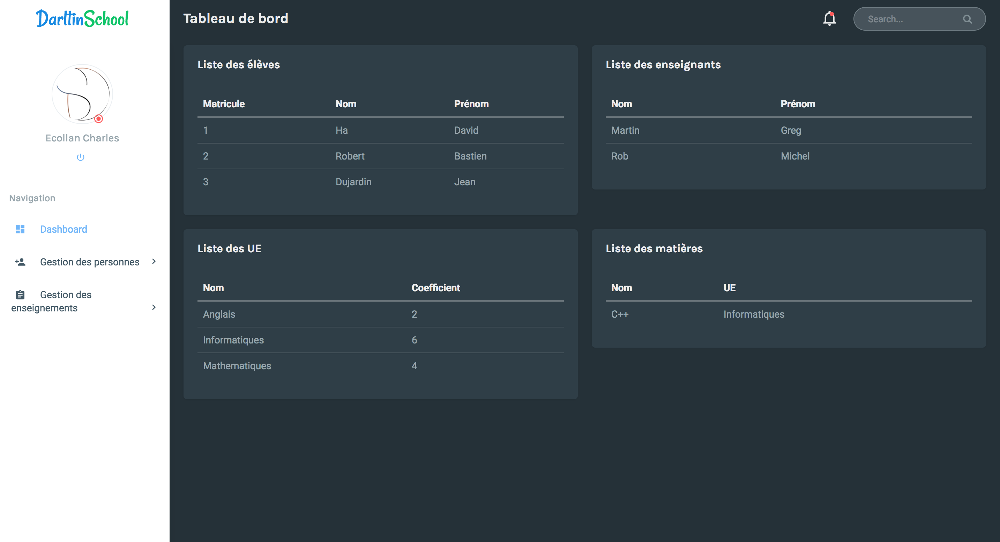 DarttinSchool
Ecollan Charles
Navigation
Dashboard
Gestion des personnes
Gestion des
enseignements
Tableau de bord
Search...
Liste des élèves
Matricule Nom Prénom
1 Ha David
2 Robert Bastien
3 Dujardin Jean
Liste des enseignants
Nom Prénom
Martin Greg
Rob Michel
Liste des UE
Nom Coefficient
Anglais 2
Informatiques 6
Mathematiques 4
Liste des matières
Nom UE
C++ Informatiques